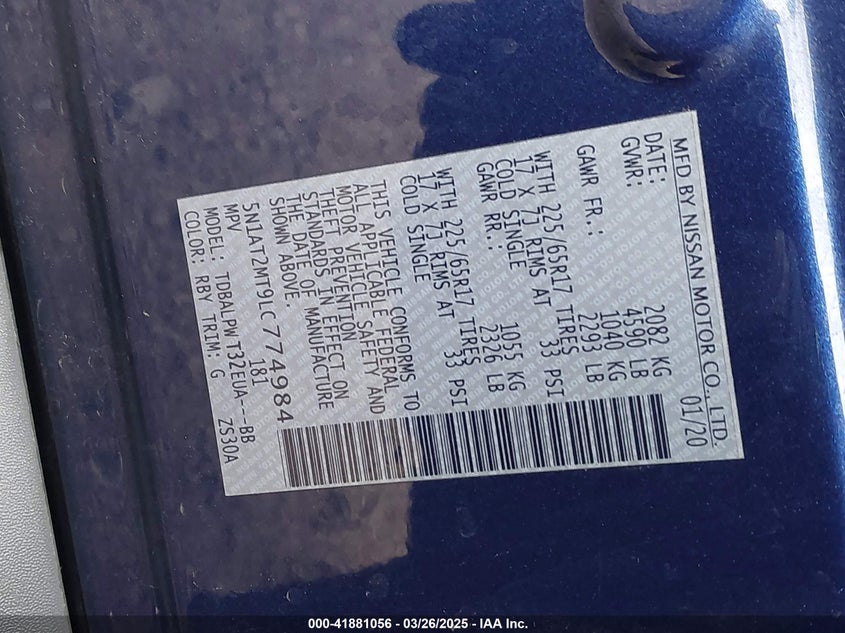 MFD BY NISSAN MOTOR CO., LTD.
DATE: 01/20
GVWR: 2082 KG
4590 LB
GAWR FR.: 1040 KG
2293 LB
WITH 225/65R17 TIRES
17 X 7J RIMS AT 33 PSI
COLD SINGLE
GAWR RR.: 1055 KG
2326 LB
WITH 225/65R17 TIRES
17 X 7J RIMS AT 33 PSI
COLD SINGLE
THIS VEHICLE CONFORMS TO
ALL APPLICABLE FEDERAL
MOTOR VEHICLE SAFETY AND
THEFT PREVENTION
STANDARDS IN EFFECT ON
THE DATE OF MANUFACTURE
SHOWN ABOVE.
5N1AT2MT9LC774984
MPV 181
MODEL: TDBALPWT32EUA---BB
COLOR: RBY TRIM: G ZS30A
000-41881056 - 03/26/2025 - IAA Inc.